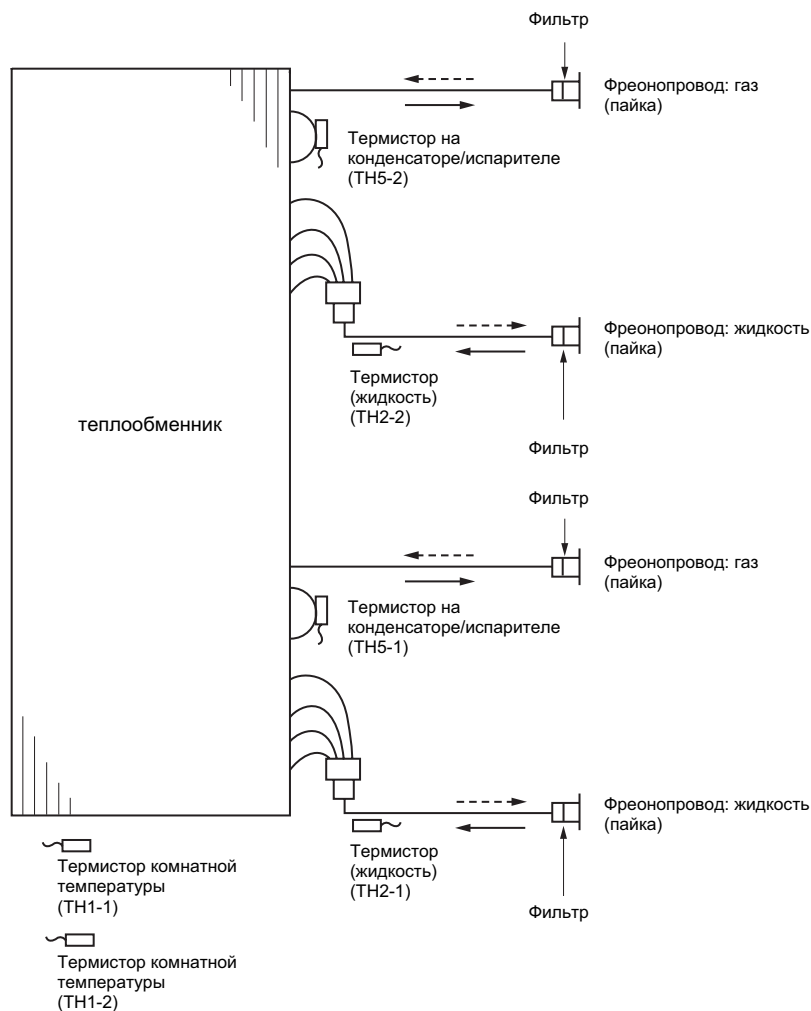 Фильтр
Фреонопровод: газ
(пайка)
Термистор на
конденсаторе/испарителе
(TH5-2)
Фреонопровод: жидкость
(пайка)
Термистор
(жидкость)
(TH2-2)
теплообменник
Фильтр
Фильтр
Фреонопровод: газ
(пайка)
Термистор на
конденсаторе/испарителе
(TH5-1)
Фреонопровод: жидкость
(пайка)
Термистор
(жидкость)
(TH2-1)
Фильтр
Термистор комнатной
температуры
(TH1-1)
Термистор комнатной
температуры
(TH1-2)